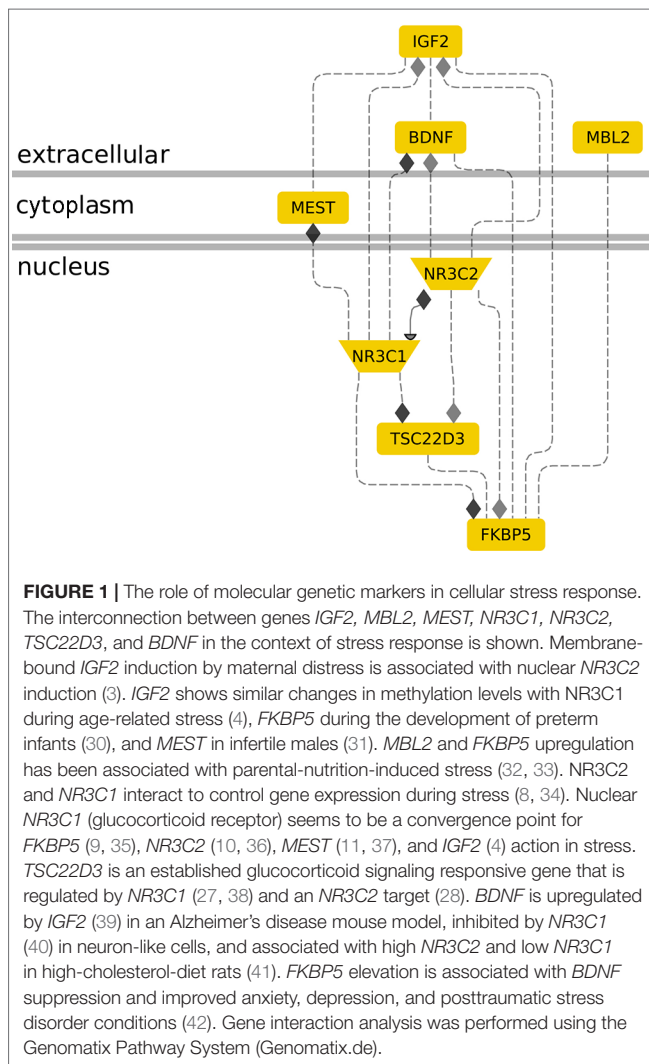 IGF2
BDNF
MBL2
extracellular
cytoplasm
MEST
nucleus
NR3C2
NR3C1
TSC22D3
FKBP5
FIGURE 1 | The role of molecular genetic markers in cellular stress response.
The interconnection between genes IGF2, MBL2, MEST, NR3C1, NR3C2,
TSC22D3, and BDNF in the context of stress response is shown. Membrane-
bound IGF2 induction by maternal distress is associated with nuclear NR3C2
induction (3). IGF2 shows similar changes in methylation levels with NR3C1
during age-related stress (4), FKBP5 during the development of preterm
infants (30), and MEST in infertile males (31). MBL2 and FKBP5 upregulation
has been associated with parental-nutrition-induced stress (32, 33). NR3C2
and NR3C1 interact to control gene expression during stress (8, 34). Nuclear
NR3C1 (glucocorticoid receptor) seems to be a convergence point for
FKBP5 (9, 35), NR3C2 (10, 36), MEST (11, 37), and IGF2 (4) action in stress.
TSC22D3 is an established glucocorticoid signaling responsive gene that is
regulated by NR3C1 (27, 38) and an NR3C2 target (28). BDNF is upregulated
by IGF2 (39) in an Alzheimer's disease mouse model, inhibited by NR3C1
(40) in neuron-like cells, and associated with high NR3C2 and low NR3C1
in high-cholesterol-diet rats (41). FKBP5 elevation is associated with BDNF
suppression and improved anxiety, depression, and posttraumatic stress
disorder conditions (42). Gene interaction analysis was performed using the
Genomatix Pathway System (Genomatix.de).